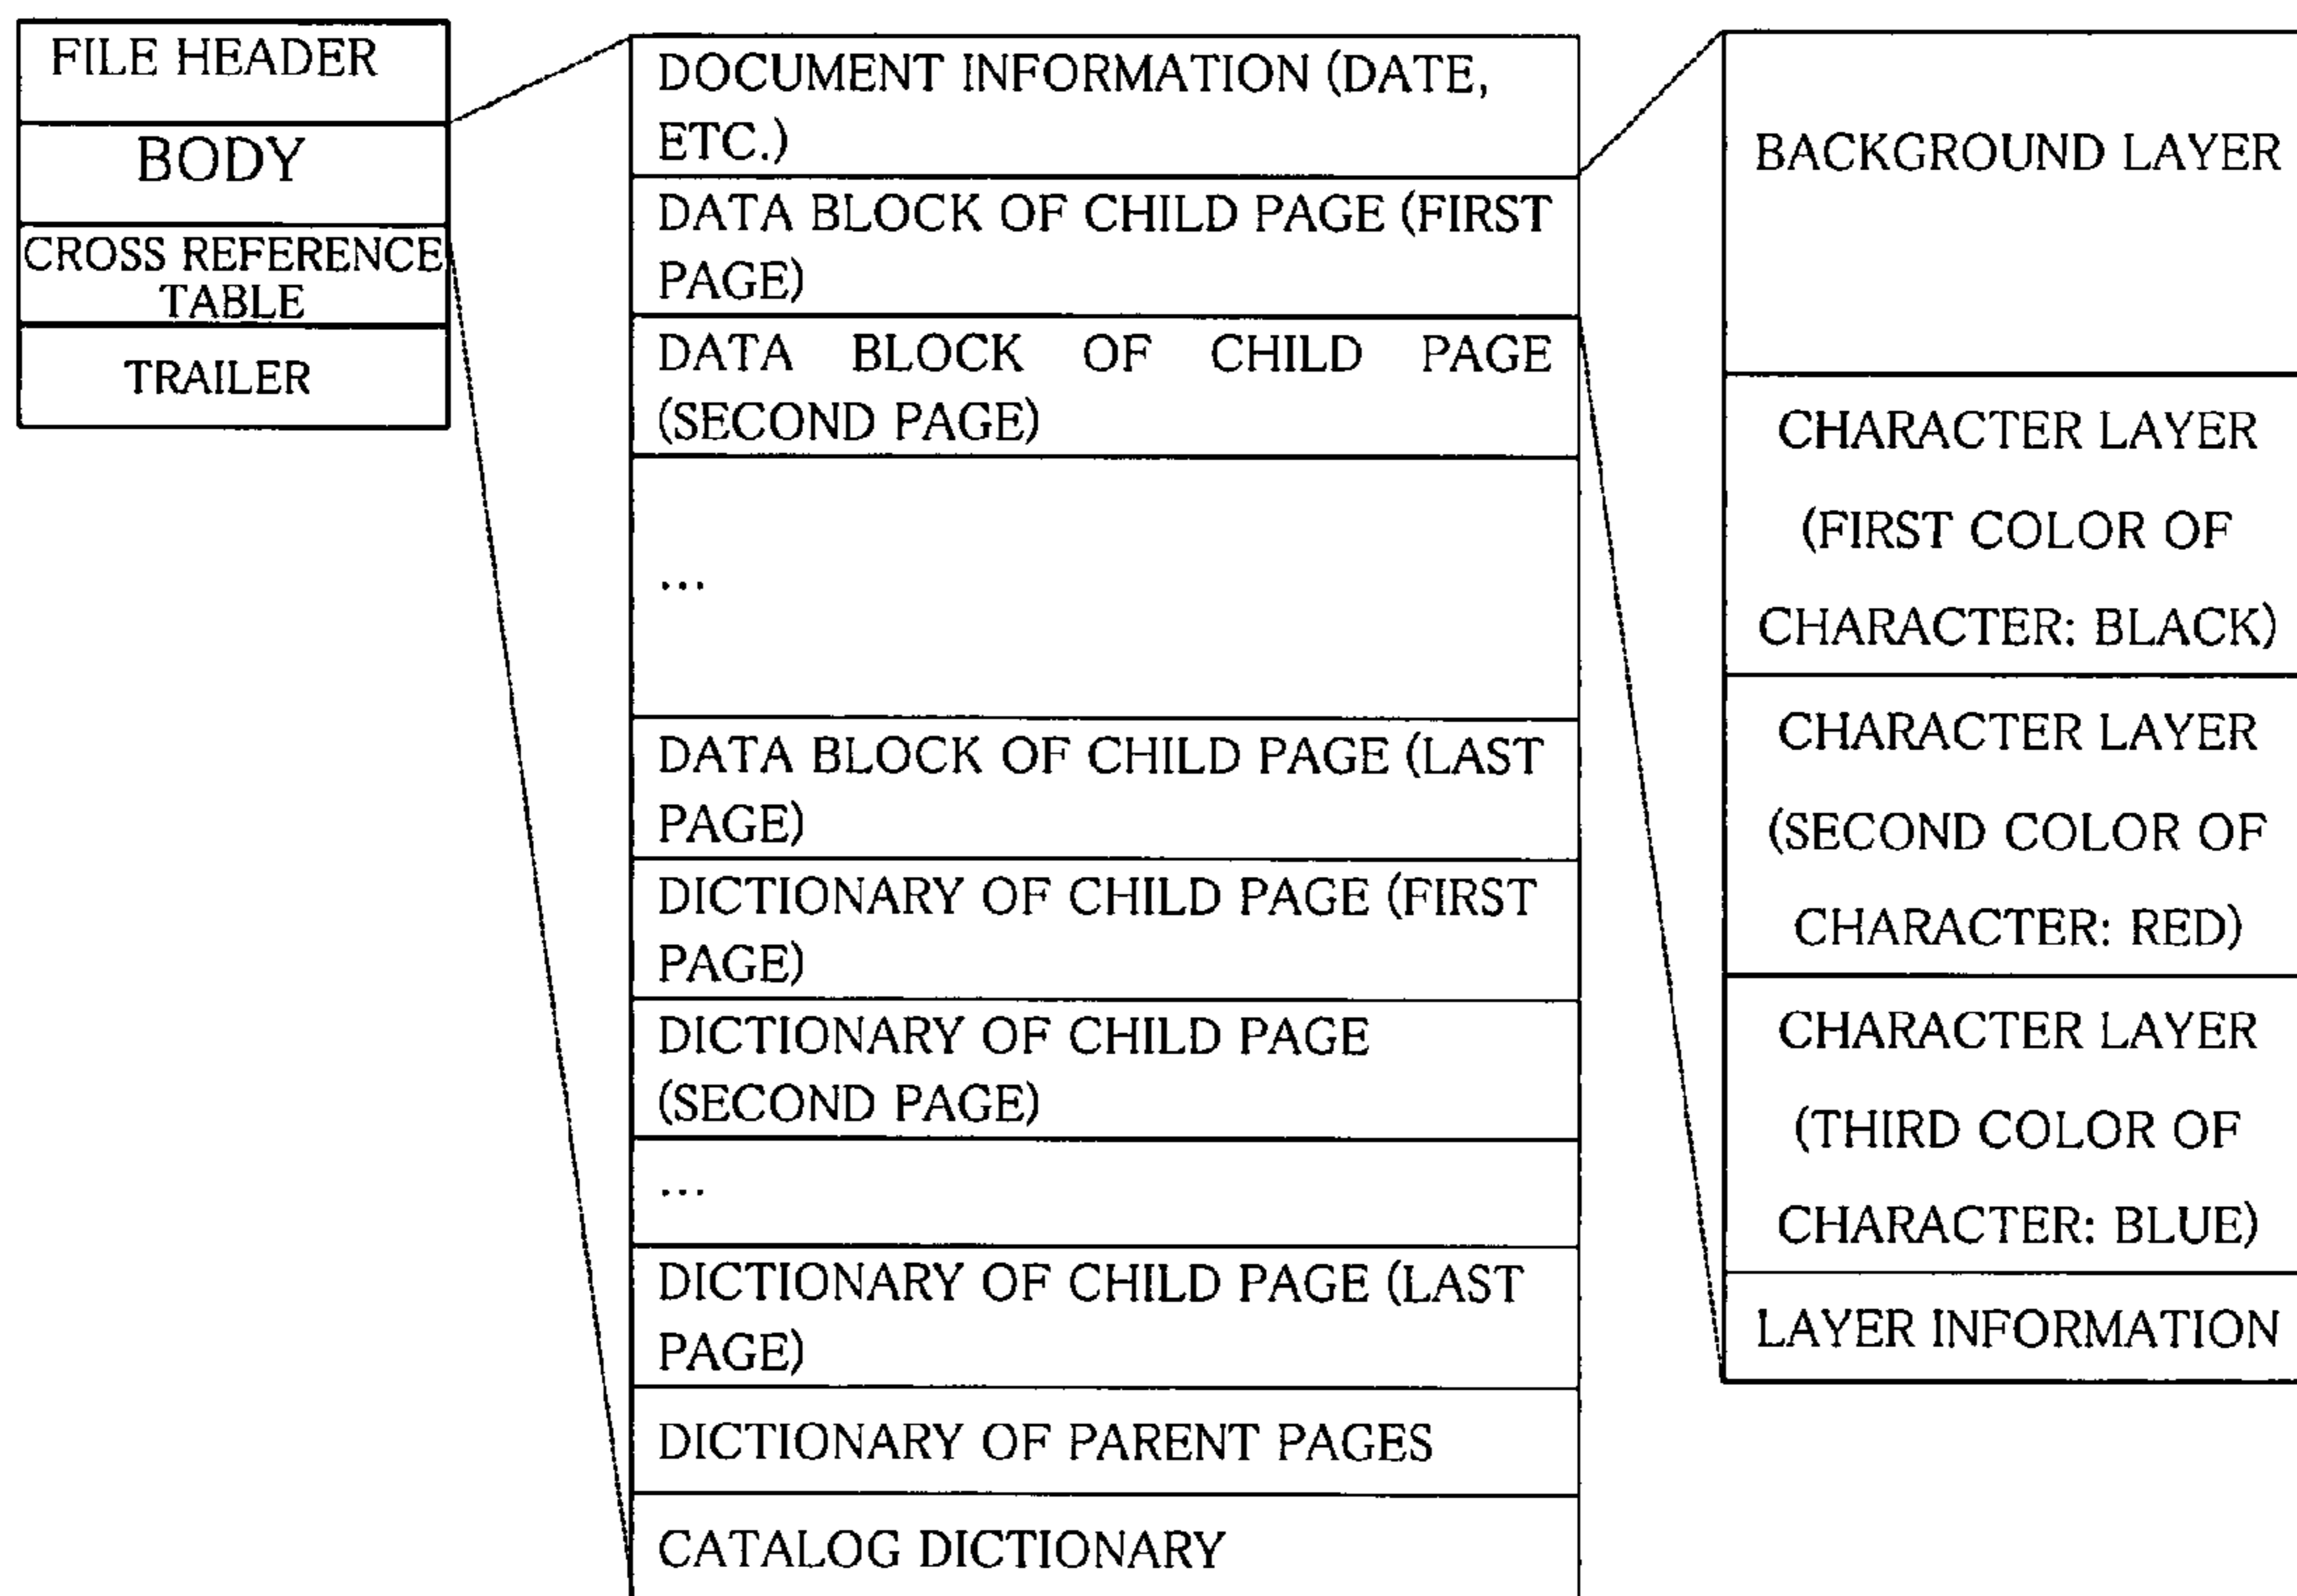 FILE HEADER
BODY
CROSS REFERENCE
TABLE
TRAILER
DOCUMENT INFORMATION (DATE,
ETC.)
DATA BLOCK OF CHILD PAGE (FIRST
PAGE)
DATA BLOCK OF CHILD PAGE
(SECOND PAGE)
...
DATA BLOCK OF CHILD PAGE (LAST
PAGE)
DICTIONARY OF CHILD PAGE (FIRST
PAGE)
DICTIONARY OF CHILD PAGE
(SECOND PAGE)
...
DICTIONARY OF CHILD PAGE (LAST
PAGE)
DICTIONARY OF PARENT PAGES
CATALOG DICTIONARY
BACKGROUND LAYER
CHARACTER LAYER
(FIRST COLOR OF
CHARACTER: BLACK)
CHARACTER LAYER
(SECOND COLOR OF
CHARACTER: RED)
CHARACTER LAYER
(THIRD COLOR OF
CHARACTER: BLUE)
LAYER INFORMATION